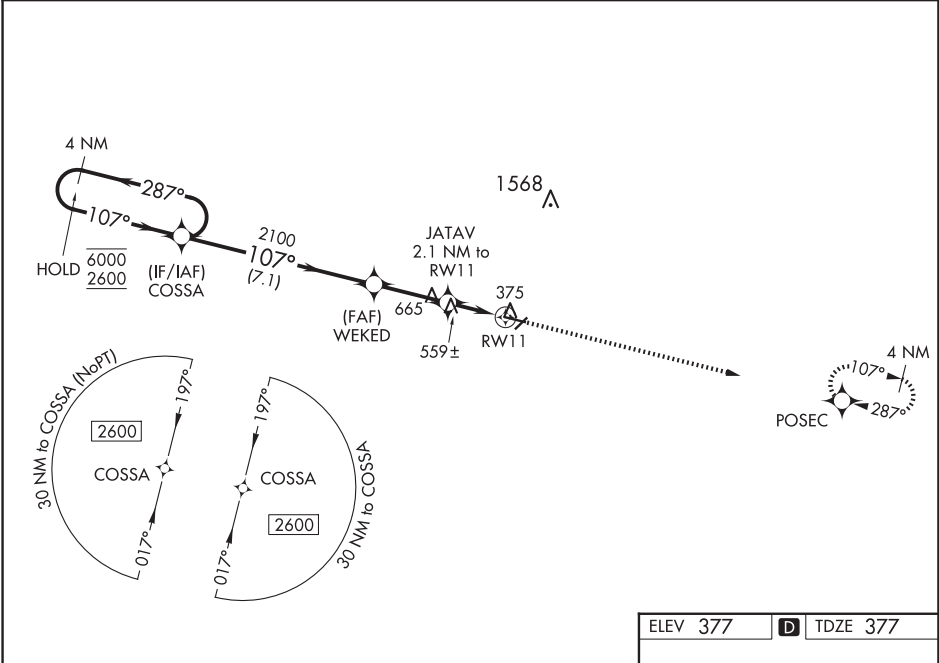 4 NM
287°
107°
HOLD
6000
2600
(IF/IAF)
COSSA
2100
107°
(7.1)
1568
JATAV
2.1 NM to
RW11
(FAF)
WEKED
665
559±
375
RW11
4 NM
107°
287°
POSEC
30 NM to COSSA (NoPT)
197°
2600
COSSA
017°
197°
COSSA
2600
017°
30 NM to COSSA
ELEV 377 D TDZE 377